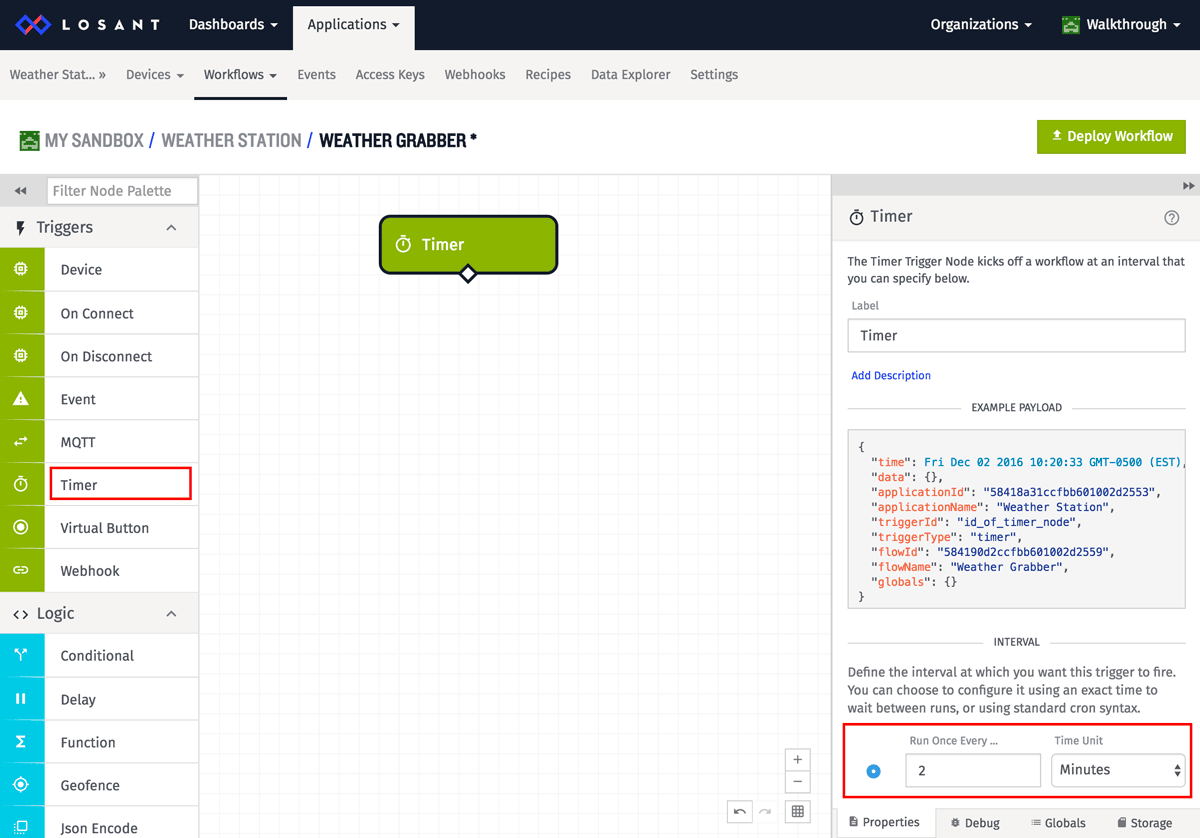 LOSANT Dashboards Applications Organizations Walkthrough
Weather Stat... » Devices Workflows Events Access Keys Webhooks Recipes Data Explorer Settings
MY SANDBOX / WEATHER STATION / WEATHER GRABBER *
Deploy Workflow
Filter Node Palette
Triggers
Device
On Connect
On Disconnect
Event
MQTT
Timer
Virtual Button
Webhook
Logic
Conditional
Delay
Function
Geofence
Json Encode
Timer
Timer
The Timer Trigger Node kicks off a workflow at an interval that
you can specify below.
Label
Timer
Add Description
EXAMPLE PAYLOAD
{
"time": Fri Dec 02 2016 10:20:33 GMT-0500 (EST),
"data": {},
"applicationId": "58418a31ccfbb601002d2553",
"applicationName": "Weather Station",
"triggerId": "id_of_timer_node",
"triggerType": "timer",
"flowId": "584190d2ccfbb601002d2559",
"flowName": "Weather Grabber",
"globals": {}
}
INTERVAL
Define the interval at which you want this trigger to fire.
You can choose to configure it using an exact time to
wait between runs, or using standard cron syntax.
Run Once Every ... Time Unit
2 Minutes
Properties Debug Globals Storage